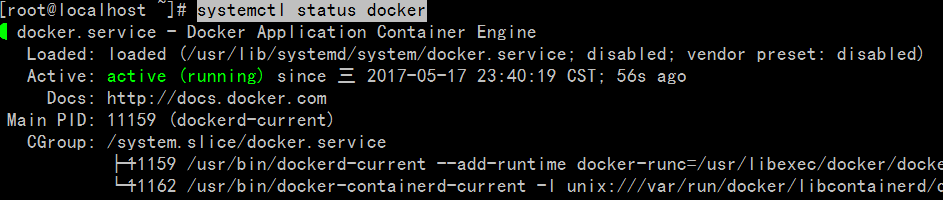 [root@localhost ~]# systemctl status docker
docker.service - Docker Application Container Engine
Loaded: loaded (/usr/lib/systemd/system/docker.service; disabled; vendor preset: disabled)
Active: active (running) since 三 2017-05-17 23:40:19 CST; 56s ago
Docs: http://docs.docker.com
Main PID: 11159 (dockerd-current)
CGroup: /system.slice/docker.service
├─11159 /usr/bin/dockerd-current --add-runtime docker-runc=/usr/libexec/docker/docke
└─11162 /usr/bin/docker-containerd-current -l unix:///var/run/docker/libcontainerd/